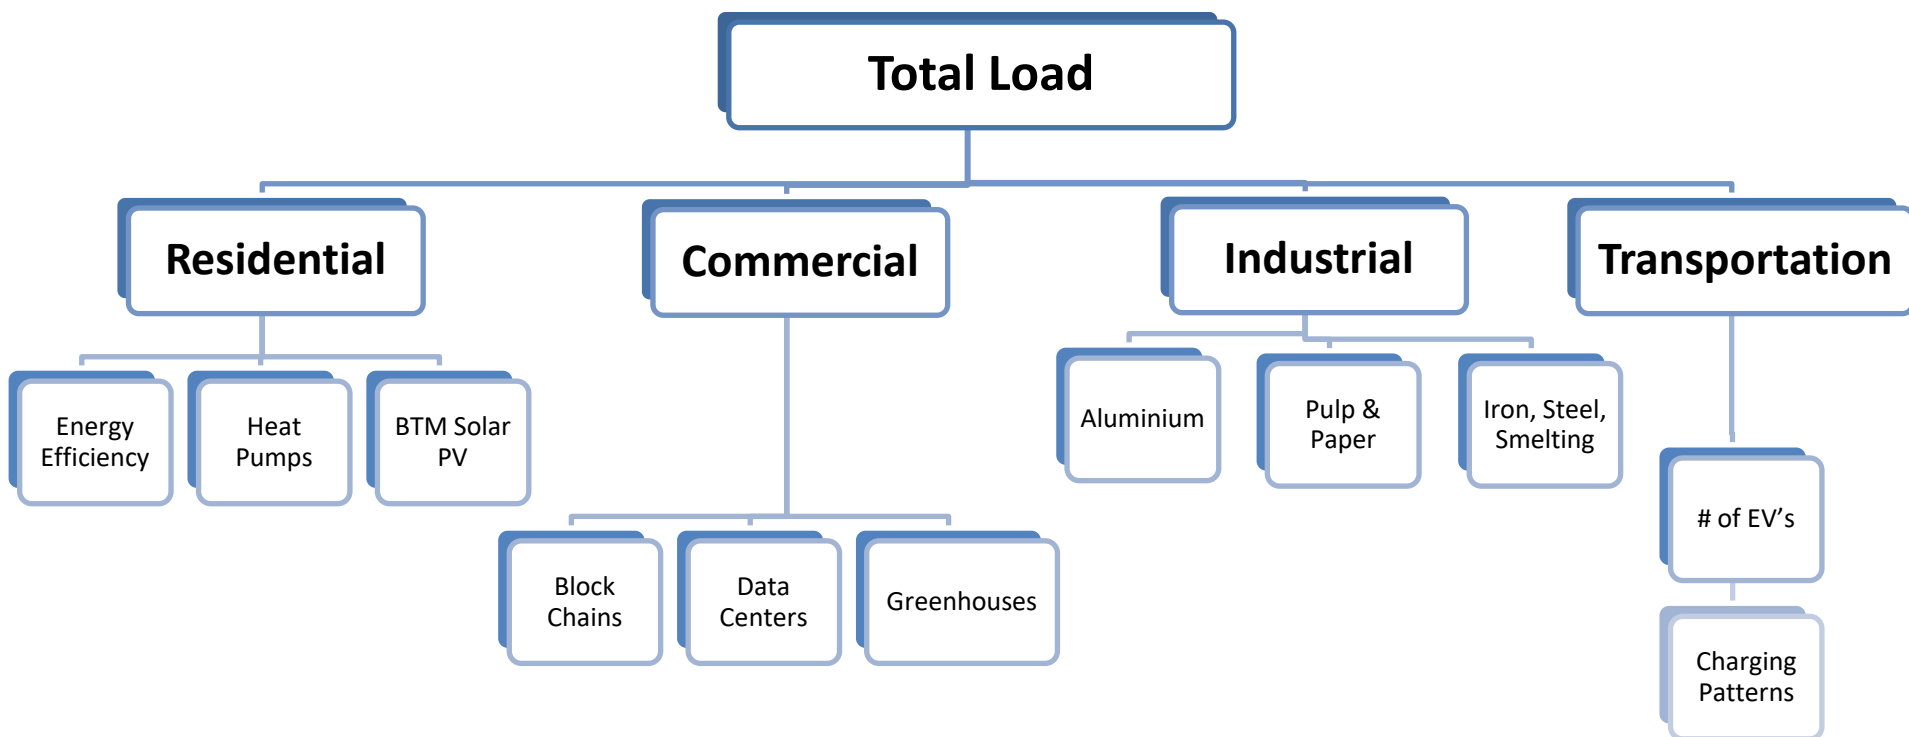 Total Load
Residential
Commercial
Industrial
Transportation
Energy
Efficiency
Heat
Pumps
BTM Solar
PV
Block
Chains
Data
Centers
Greenhouses
Aluminium
Pulp &
Paper
Iron, Steel,
Smelting
# of EV’s
Charging
Patterns